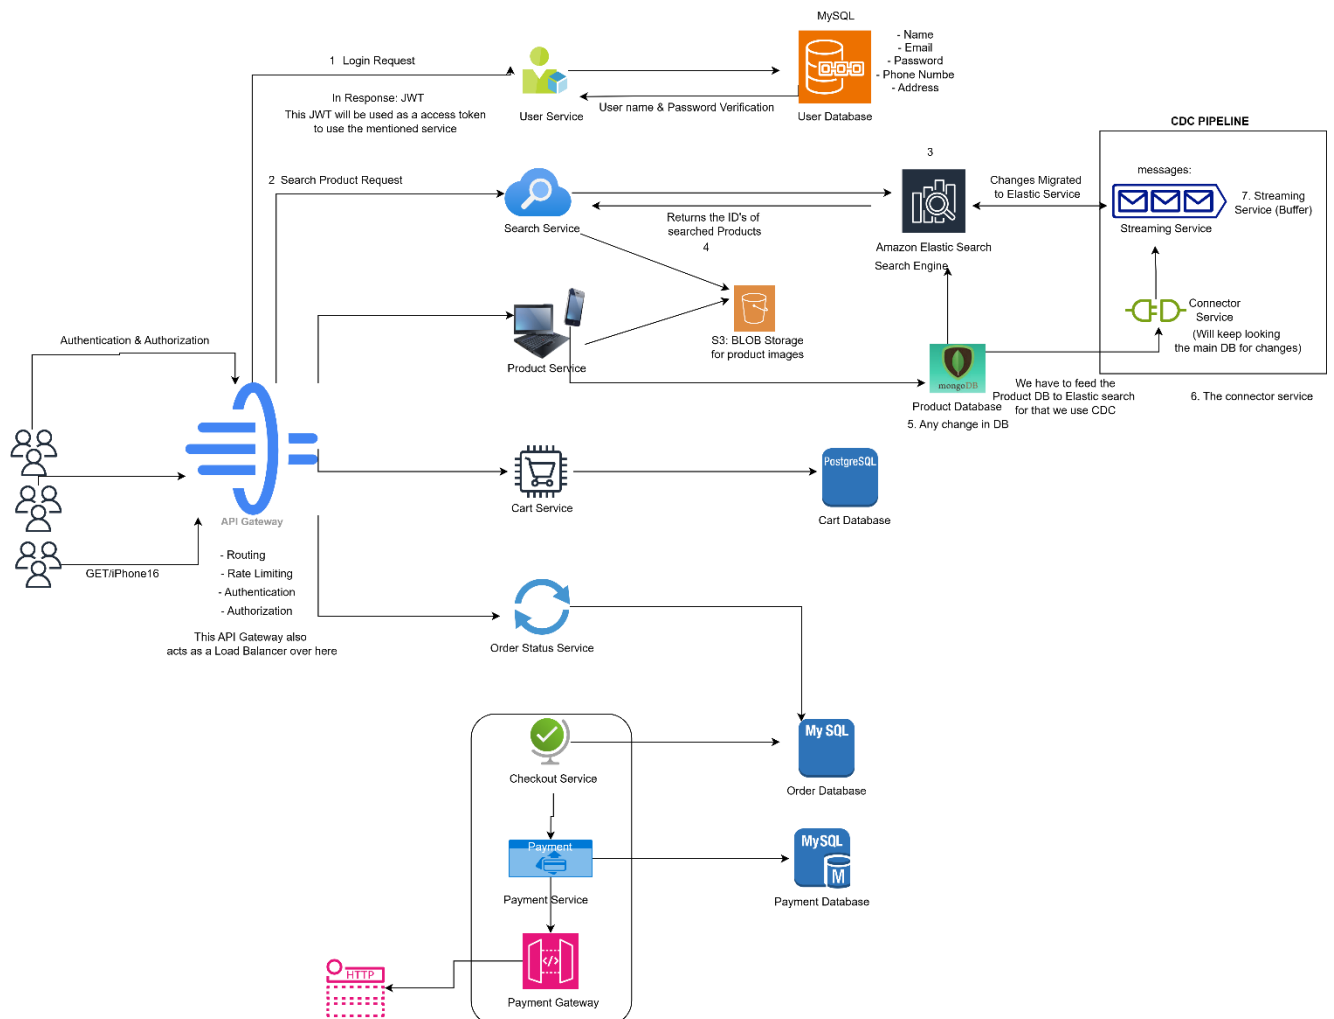 MySQL
- Name
- Email
- Password
- Phone Numbe
- Address
1 Login Request
In Response: JWT
This JWT will be used as a access token
to use the mentioned service
User Service
User name & Password Verification
User Database
CDC PIPELINE
2 Search Product Request
3
Changes Migrated
to Elastic Service
messages:
7. Streaming
Service (Buffer)
Streaming Service
Search Service
Returns the ID's of
searched Products
4
Amazon Elastic Search
Search Engine
Connector
Service
(Will keep looking
the main DB for changes)
S3: BLOB Storage
for product images
Product Service
mongoDB
Product Database
5. Any change in DB
We have to feed the
Product DB to Elastic search
for that we use CDC
6. The connector service
Authentication & Authorization
API Gateway
GET/iPhone16
- Routing
- Rate Limiting
- Authentication
- Authorization
This API Gateway also
acts as a Load Balancer over here
Cart Service
PostgreSQL
Cart Database
Order Status Service
Checkout Service
My SQL
Order Database
Payment
Payment Service
My SQL
M
Payment Database
</>
Payment Gateway
HTTP